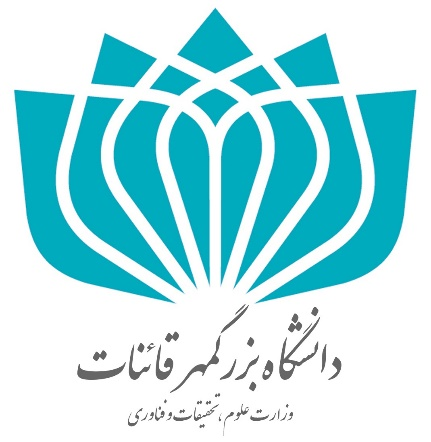 دانشگاه بزرگمهر قائنات
وزارت علوم، تحقیقات و فناوری